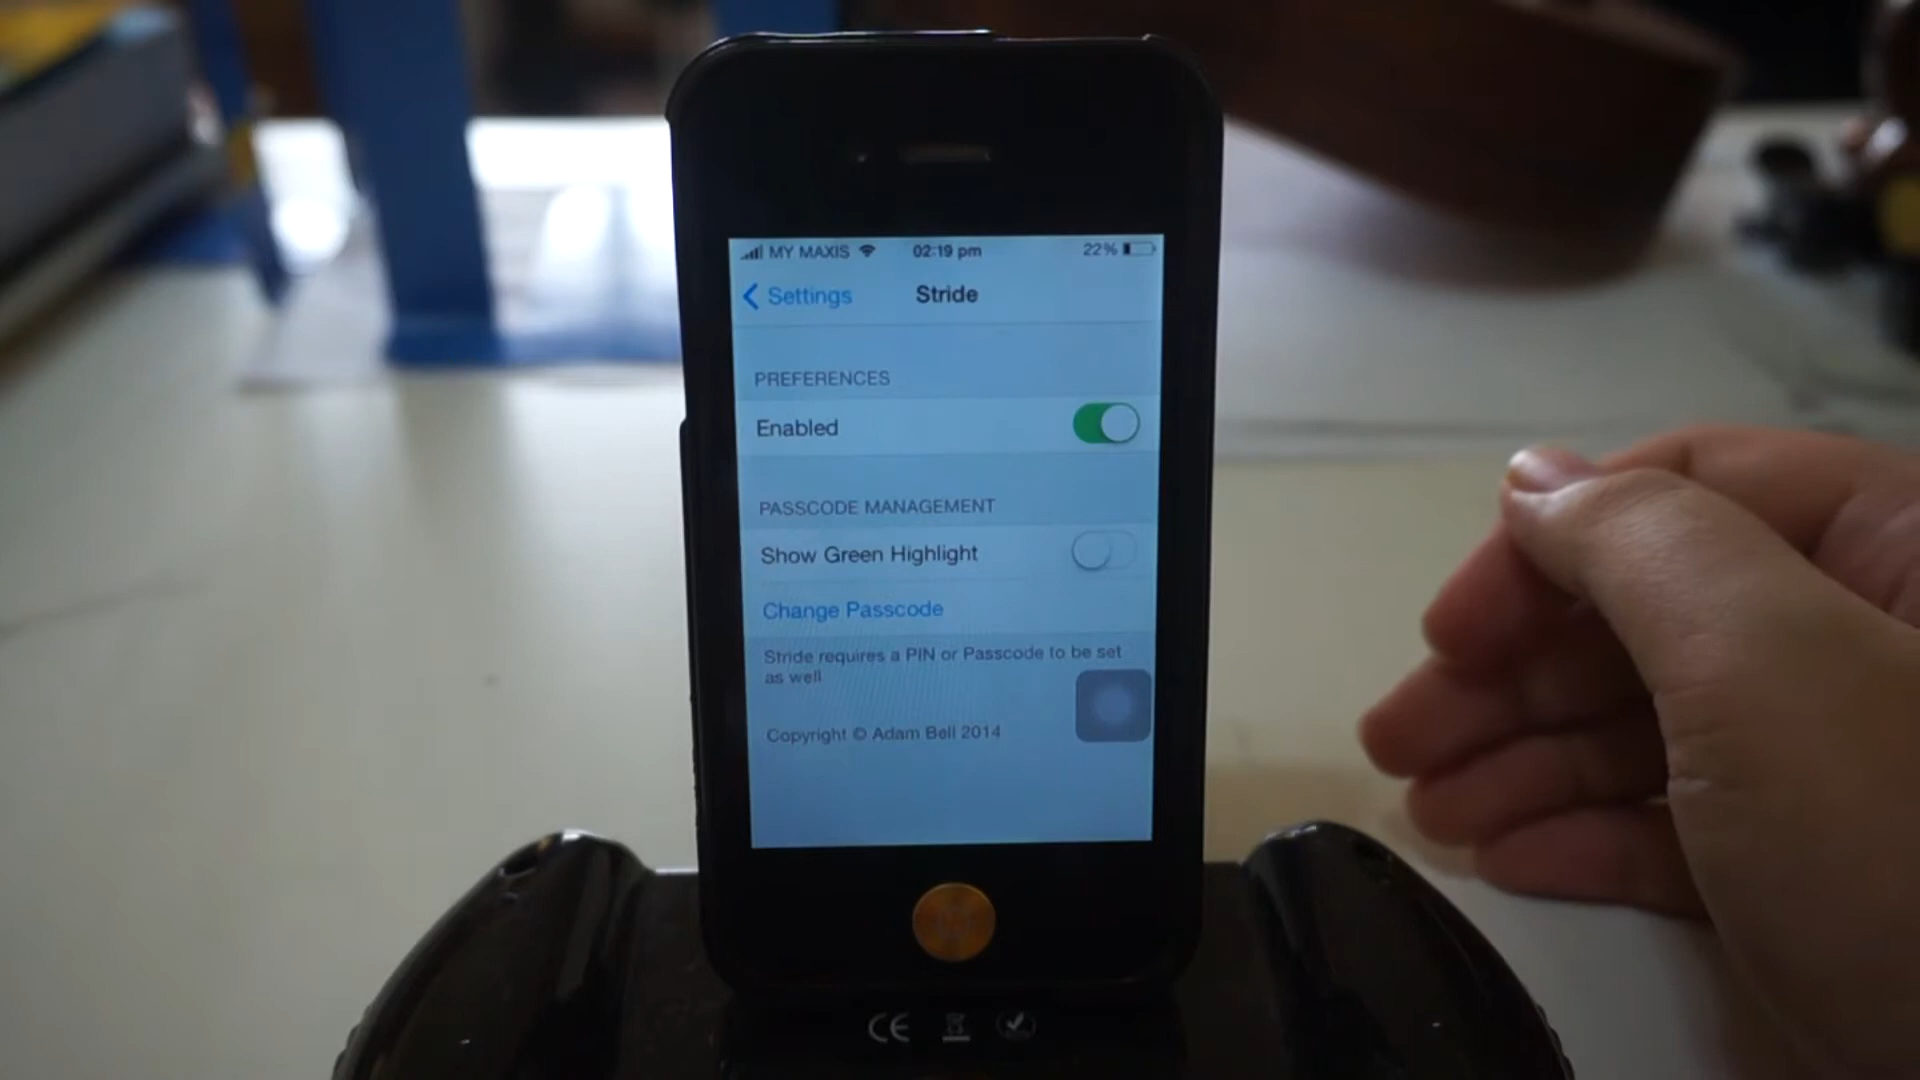 MY MAXIS 02:19 pm 22%
Settings Stride
PREFERENCES
Enabled
PASSCODE MANAGEMENT
Show Green Highlight
Change Passcode
Stride requires a PIN or Passcode to be set
as well
Copyright © Adam Bell 2014
CE